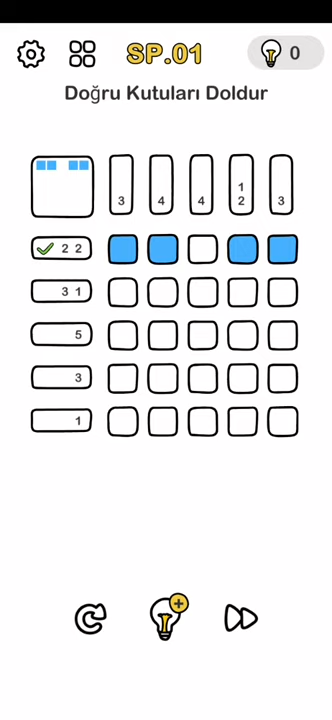 SP.01
0
Doğru Kutuları Doldur
1
3 4 4 2 3
2 2
3 1
5
3
1